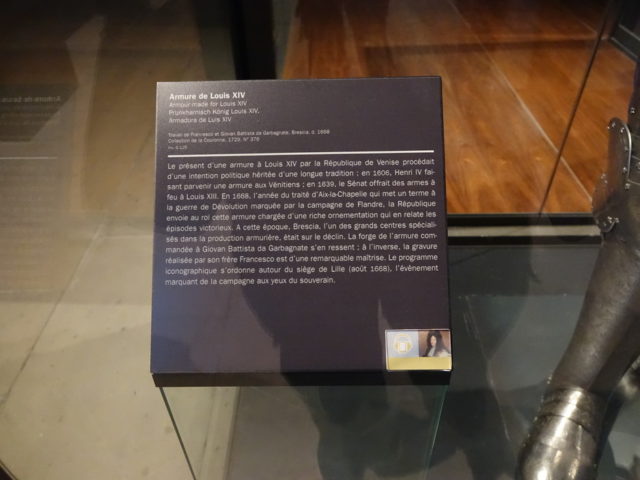 Armure de Louis XIV
Armour made for Louis XIV
Prunkharnisch König Louis XIV,
Armadura de Luis XIV
Travail de Francesco et Giovan Battista da Garbagnate, Brescia, c. 1668
Collection de la Couronne, 1729, N° 378
Le présent d'une armure à Louis XIV par la République de Venise procédait
d'une intention politique héritée d'une longue tradition : en 1606, Henri IV fai-
sant parvenir une armure aux Vénitiens ; en 1639, le Sénat offrait des armes à
feu à Louis XIII. En 1668, l'année du traité d'Aix-la-Chapelle qui met un terme à
la guerre de Dévolution marquée par la campagne de Flandre, la République
envoie au roi cette armure chargée d'une riche ornementation qui en relate les
épisodes victorieux. A cette époque, Brescia, l'un des grands centres spéciali-
sés dans la production armurière, était sur le déclin. La forge de l'armure com-
mandée à Giovan Battista da Garbagnate s'en ressent ; à l'inverse, la gravure
réalisée par son frère Francesco est d'une remarquable maîtrise. Le programme
iconographique s'ordonne autour du siège de Lille (août 1668), l'évènement
marquant de la campagne aux yeux du souverain.